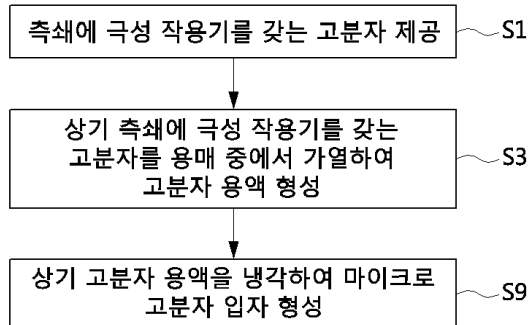 측쇄에 극성 작용기를 갖는 고분자 제공
S1
상기 측쇄에 극성 작용기를 갖는
고분자를 용매 중에서 가열하여
고분자 용액 형성
S3
상기 고분자 용액을 냉각하여 마이크로
고분자 입자 형성
S9